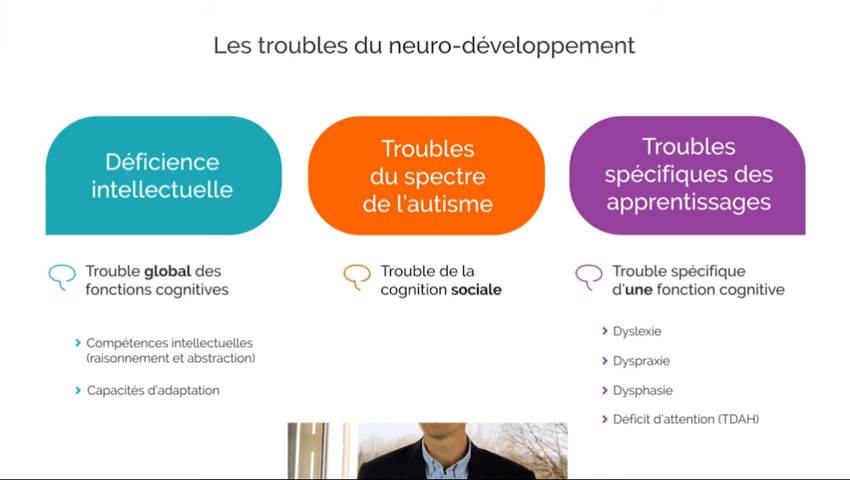 Les troubles du neuro-développement
Déficience
intellectuelle
Trouble global des
fonctions cognitives
Compétences intellectuelles
(raisonnement et abstraction)
Capacités d'adaptation
Troubles
du spectre
de l'autisme
Trouble de la
cognition sociale
Troubles
spécifiques des
apprentissages
Trouble spécifique
d'une fonction cognitive
Dyslexie
Dyspraxie
Dysphasie
Déficit d'attention (TDAH)